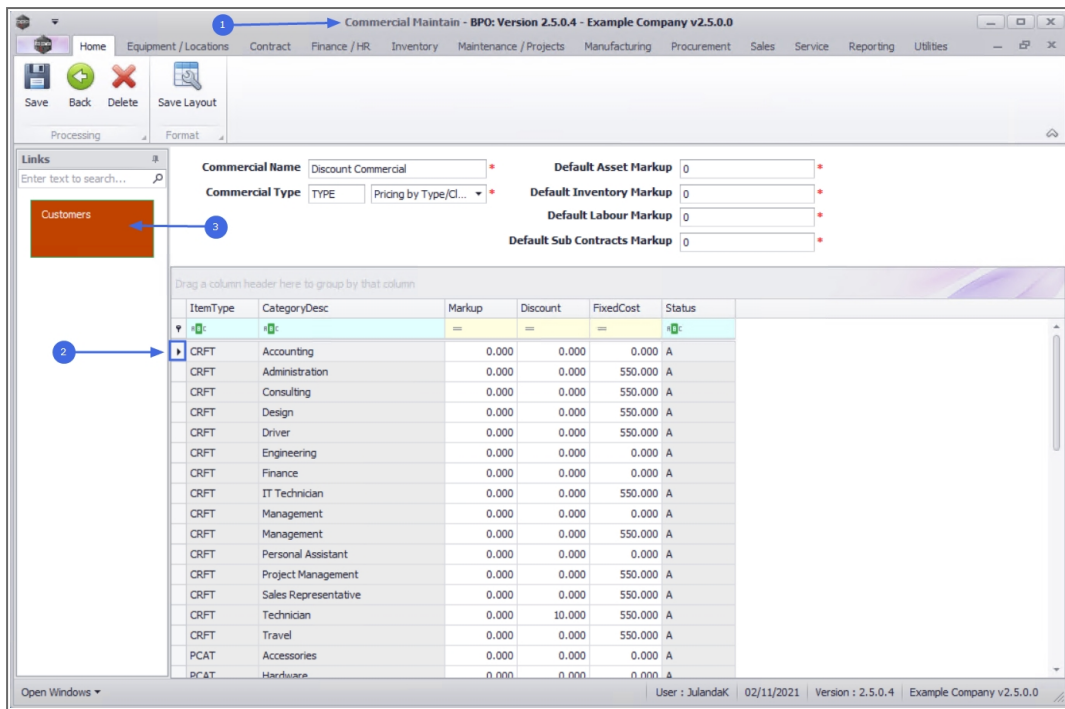 1
Commercial Maintain - BPO: Version 2.5.0.4 - Example Company v2.5.0.0
Home Equipment / Locations Contract Finance / HR Inventory Maintenance / Projects Manufacturing Procurement Sales Service Reporting Utilities
Save Back Delete Save Layout
Processing Format
Links
Enter text to search...
Customers
3
Commercial Name Discount Commercial * Default Asset Markup 0 *
Commercial Type TYPE Pricing by Type/Cl... * Default Inventory Markup 0 *
Default Labour Markup 0 *
Default Sub Contracts Markup 0 *
Drag a column header here to group by that column
ItemType CategoryDesc Markup Discount FixedCost Status
= = =
2
CRFT Accounting 0.000 0.000 0.000 A
CRFT Administration 0.000 0.000 550.000 A
CRFT Consulting 0.000 0.000 550.000 A
CRFT Design 0.000 0.000 550.000 A
CRFT Driver 0.000 0.000 550.000 A
CRFT Engineering 0.000 0.000 0.000 A
CRFT Finance 0.000 0.000 0.000 A
CRFT IT Technician 0.000 0.000 550.000 A
CRFT Management 0.000 0.000 0.000 A
CRFT Management 0.000 0.000 550.000 A
CRFT Personal Assistant 0.000 0.000 0.000 A
CRFT Project Management 0.000 0.000 550.000 A
CRFT Sales Representative 0.000 0.000 550.000 A
CRFT Technician 0.000 10.000 550.000 A
CRFT Travel 0.000 0.000 550.000 A
PCAT Accessories 0.000 0.000 0.000 A
PCAT Hardware 0.000 0.000 0.000 A
Open Windows User : JulandaK 02/11/2021 Version : 2.5.0.4 Example Company v2.5.0.0